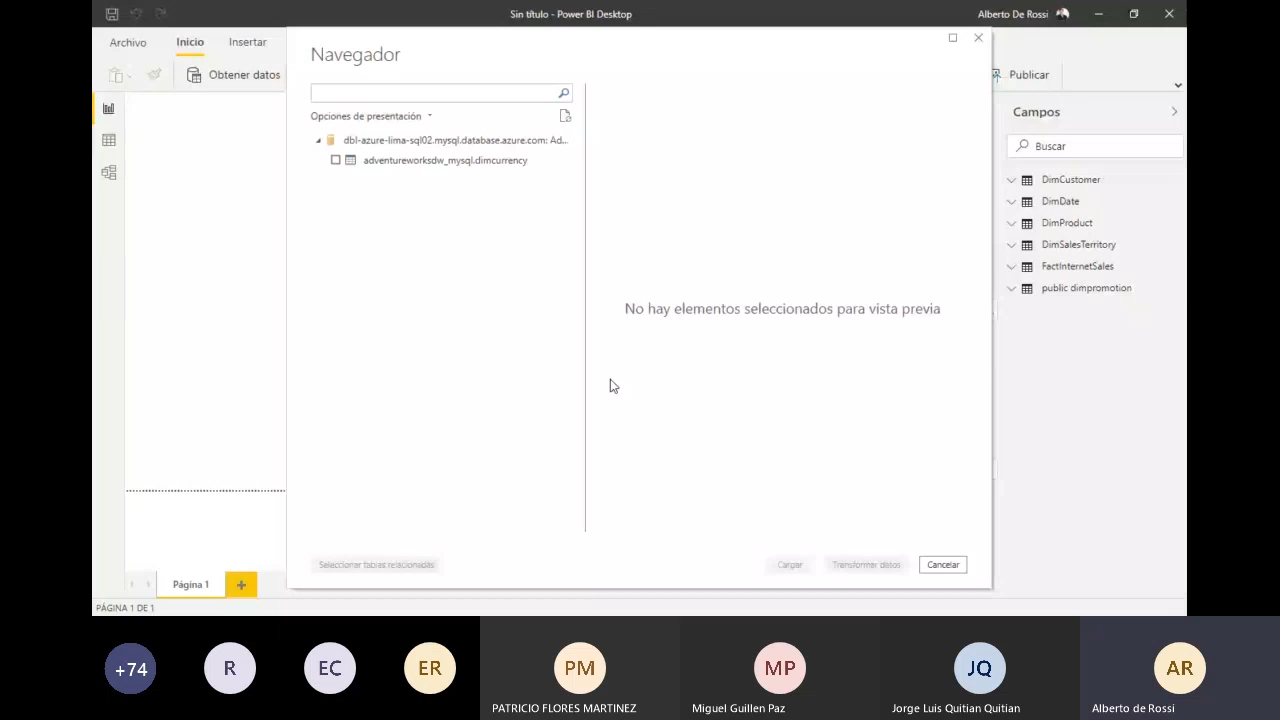 Sin título - Power BI Desktop
Alberto De Rossi
Archivo
Inicio
Insertar
Obtener datos
Publicar
Navegador
Opciones de presentación
dbl-azure-lima-sql02.mysql.database.azure.com: Ad...
adventureworksdw_mysql.dimcurrency
No hay elementos seleccionados para vista previa
Seleccionar tablas relacionadas
Cargar
Transformar datos
Cancelar
Campos
Buscar
DimCustomer
DimDate
DimProduct
DimSalesTerritory
FactInternetSales
public dimpromotion
Página 1
PÁGINA 1 DE 1
+74
R
EC
ER
PM
MP
JQ
AR
PATRICIO FLORES MARTINEZ
Miguel Guillen Paz
Jorge Luis Quitian Quitian
Alberto de Rossi